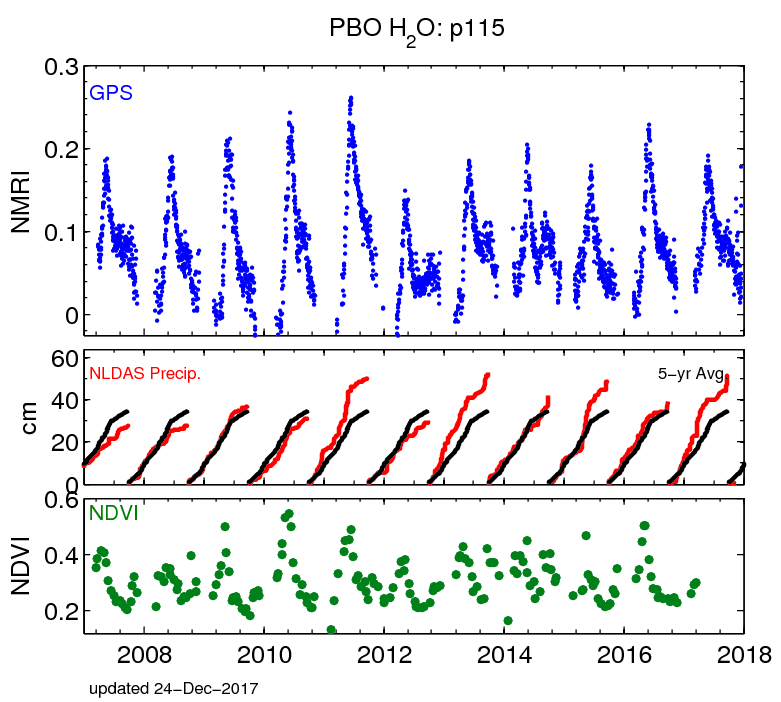 PBO H₂O: p115
GPS
NMRI
0.3
0.2
0.1
0
NLDAS Precip.
5-yr Avg
cm
60
40
20
0
NDVI
NDVI
0.6
0.4
0.2
2008 2010 2012 2014 2016 2018
updated 24-Dec-2017